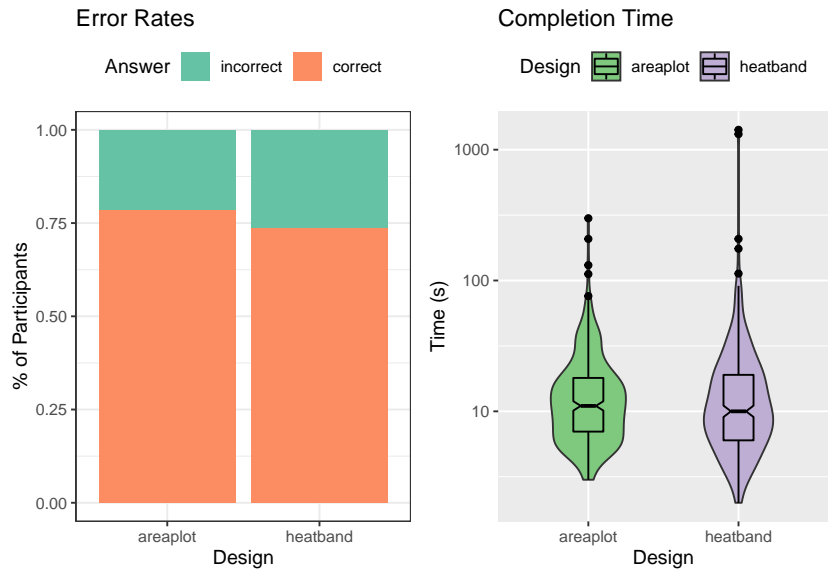 Error Rates
Answer incorrect correct
1.00
0.75
0.50
0.25
0.00
% of Participants
areaplot heatband
Design
Completion Time
Design areaplot heatband
1000
100
10
Time (s)
areaplot heatband
Design